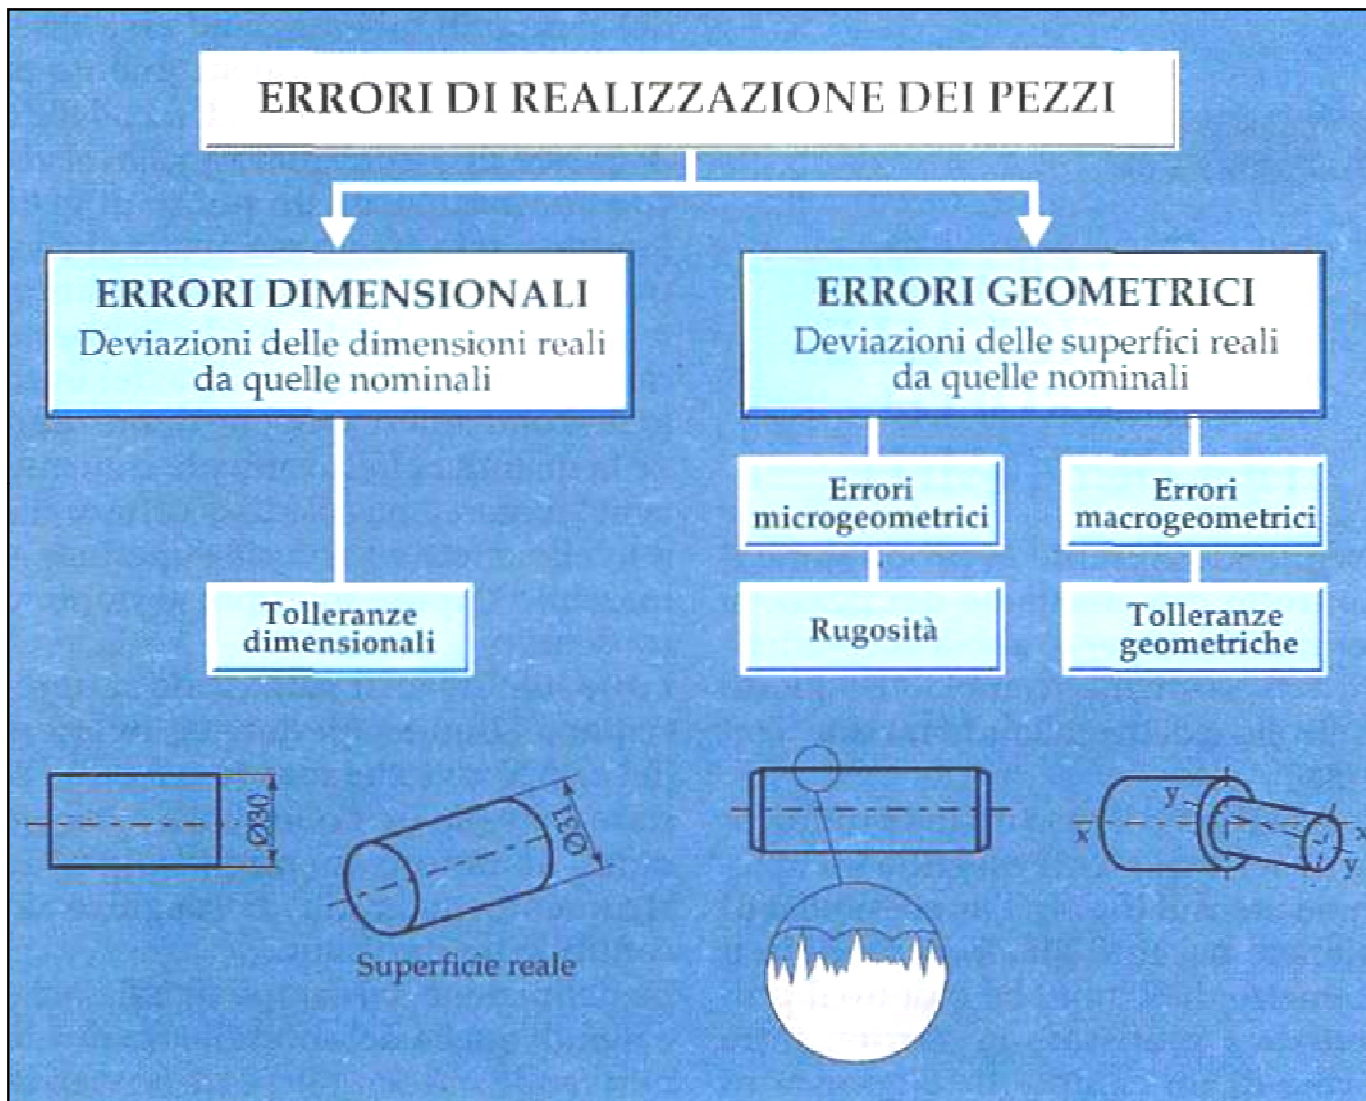 ERRORI DI REALIZZAZIONE DEI PEZZI
ERRORI DIMENSIONALI
Deviazioni delle dimensioni reali
da quelle nominali
ERRORI GEOMETRICI
Deviazioni delle superfici reali
da quelle nominali
Errori
microgeometrici
Errori
macrogeometrici
Tolleranze
dimensionali
Rugosità
Tolleranze
geometriche
Ø30
Ø31
Superficie reale
x
y
x
y